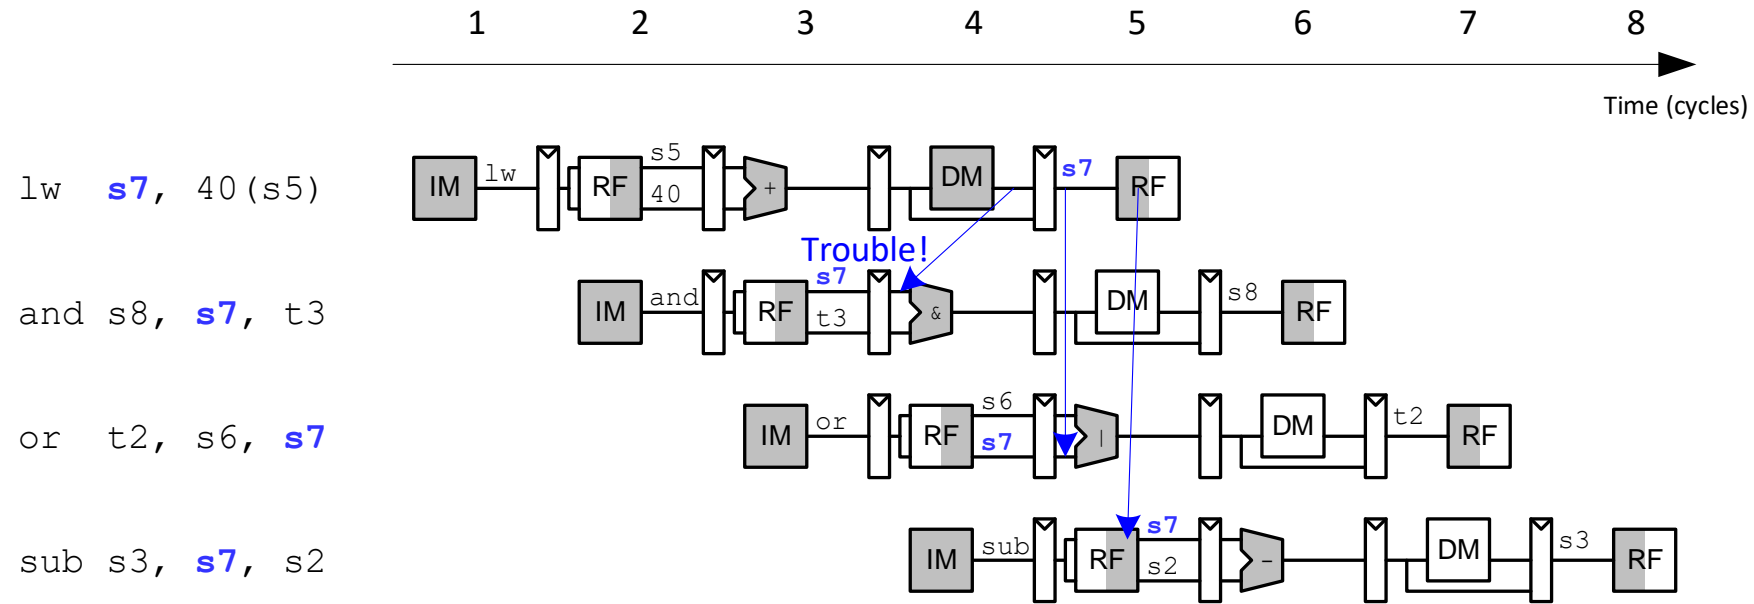 1 2 3 4 5 6 7 8
Time (cycles)
lw s7, 40(s5) IM lw RF s5 40 + DM s7 RF
Trouble!
and s8, s7, t3 IM and RF s7 t3 & DM s8 RF
or t2, s6, s7 IM or RF s6 s7 | DM t2 RF
sub s3, s7, s2 IM sub RF s7 s2 - DM s3 RF